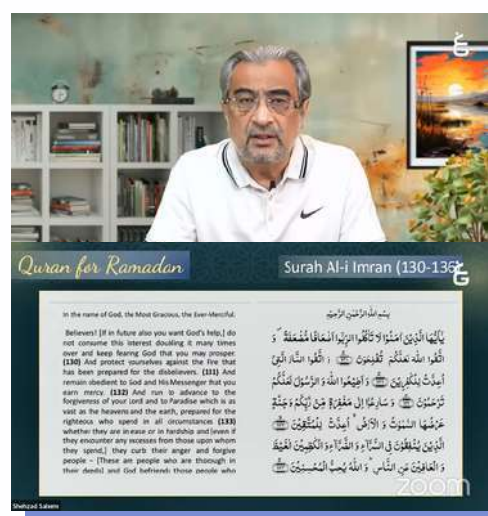 Quran for Ramadan
Surah Al-i Imran (130-136)
In the name of God, the Most Gracious, the Ever-Merciful.
Believers! [If in future also you want God's help,] do
not consume this interest doubling it many times
over and keep fearing God that you may prosper.
(130) And protect yourselves against the Fire that
has been prepared for the disbelievers. (131) And
remain obedient to God and His Messenger that you
earn mercy. (132) And run to advance to the
forgiveness of your Lord and to Paradise which is as
vast as the heavens and the earth, prepared for the
righteous who spend in all circumstances (133)
whether they are in ease or in hardship and [even if
they encounter any excesses from those upon whom
they spend,] they curb their anger and forgive
people – [These are people who are thorough in
their deeds] and God befriends those people who
بِسْمِ اللَّهِ الرَّحْمَٰنِ الرَّحِيمِ
يَٰٓأَيُّهَا الَّذِيْنَ اٰمَنُوْا لَا تَاْكُلُوا الرِّبٰٓوا اَضْعَافًا مُّضٰعَفَةً ۪ وَّ
اتَّقُوا اللّٰهَ لَعَلَّكُمْ تُفْلِحُوْنَ ۚ وَ اتَّقُوا النَّارَ الَّتِيْٓ
اُعِدَّتْ لِلْكٰفِرِيْنَ ۚ وَ اَطِيْعُوا اللّٰهَ وَ الرَّسُوْلَ لَعَلَّكُمْ
تُرْحَمُوْنَ ۚ وَ سَارِعُوْٓا اِلٰى مَغْفِرَةٍ مِّنْ رَّبِّكُمْ وَ جَنَّةٍ
عَرْضُهَا السَّمٰوٰتُ وَ الْاَرْضُ ۙ اُعِدَّتْ لِلْمُتَّقِيْنَ ۙ
الَّذِيْنَ يُنْفِقُوْنَ فِي السَّرَّآءِ وَ الضَّرَّآءِ وَ الْكٰظِمِيْنَ الْغَيْظَ
وَ الْعَافِيْنَ عَنِ النَّاسِ ؕ وَ اللّٰهُ يُحِبُّ الْمُحْسِنِيْنَ ۚ
zoom
Shehzad Saleem